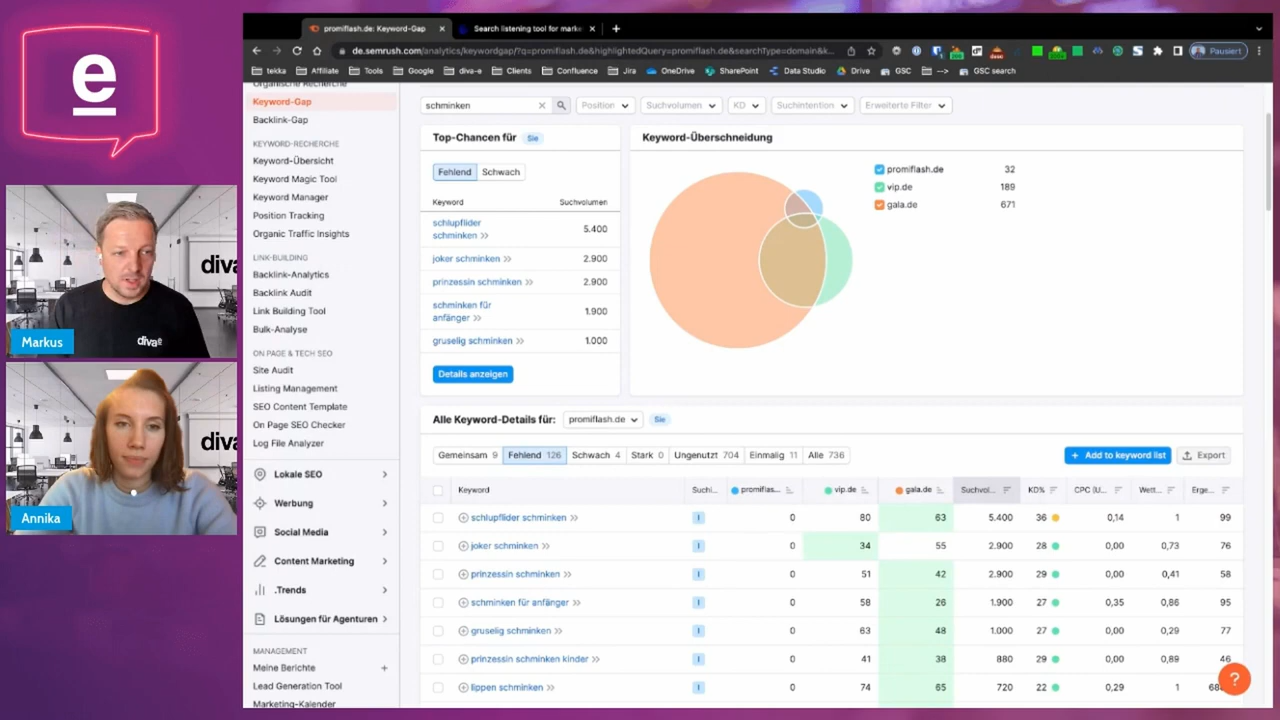 e
diva
Markus
diva-e
diva
Annika
promiflash.de: Keyword-Gap
Search listening tool for marke
de.semrush.com/analytics/keywordgap/?q=promiflash.de&highlightedQuery=promiflash.de&searchType=domain&k...
Pausiert
tekka
Affiliate
Tools
Google
diva-e
Clients
Confluence
Jira
OneDrive
SharePoint
Data Studio
Drive
GSC
-->
GSC search
Organische Recherche
Keyword-Gap
Backlink-Gap
KEYWORD-RECHERCHE
Keyword-Übersicht
Keyword Magic Tool
Keyword Manager
Position Tracking
Organic Traffic Insights
LINK-BUILDING
Backlink-Analytics
Backlink Audit
Link Building Tool
Bulk-Analyse
ON PAGE & TECH SEO
Site Audit
Listing Management
SEO Content Template
On Page SEO Checker
Log File Analyzer
Lokale SEO
Werbung
Social Media
Content Marketing
.Trends
Lösungen für Agenturen
MANAGEMENT
Meine Berichte +
Lead Generation Tool
Marketing-Kalender
schminken
Position
Suchvolumen
KD
Suchintention
Erweiterte Filter
Top-Chancen für Sie
Fehlend Schwach
Keyword Suchvolumen
schlupflider
schminken 5.400
joker schminken 2.900
prinzessin schminken 2.900
schminken für
anfänger 1.900
gruselig schminken 1.000
Details anzeigen
Keyword-Überschneidung
promiflash.de 32
vip.de 189
gala.de 671
Alle Keyword-Details für: promiflash.de Sie
Gemeinsam 9 Fehlend 126 Schwach 4 Stark 0 Ungenutzt 704 Einmalig 11 Alle 736
+ Add to keyword list
Export
Keyword Suchi... promiflas... vip.de gala.de Suchvol... KD% CPC (U... Wett... Erge...
schlupflider schminken I 0 80 63 5.400 36 0,14 1 99
joker schminken I 0 34 55 2.900 28 0,00 0,73 76
prinzessin schminken I 0 51 42 2.900 29 0,00 0,41 58
schminken für anfänger I 0 58 26 1.900 27 0,35 0,86 95
gruselig schminken I 0 63 48 1.000 27 0,00 0,29 77
prinzessin schminken kinder I 0 41 38 880 29 0,00 0,89 46
lippen schminken I 0 74 65 720 22 0,29 1
?